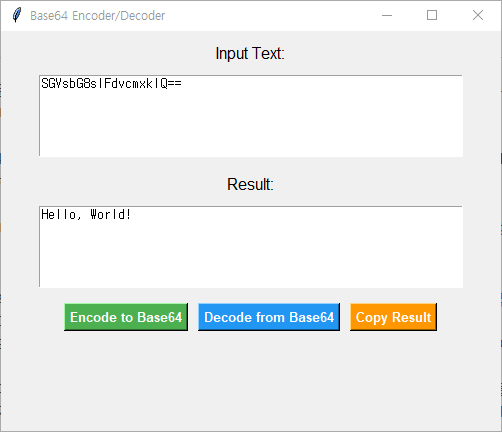 Base64 Encoder/Decoder
Input Text:
SGVsbG8sIFdvcmxkIQ==
Result:
Hello, World!
Encode to Base64
Decode from Base64
Copy Result